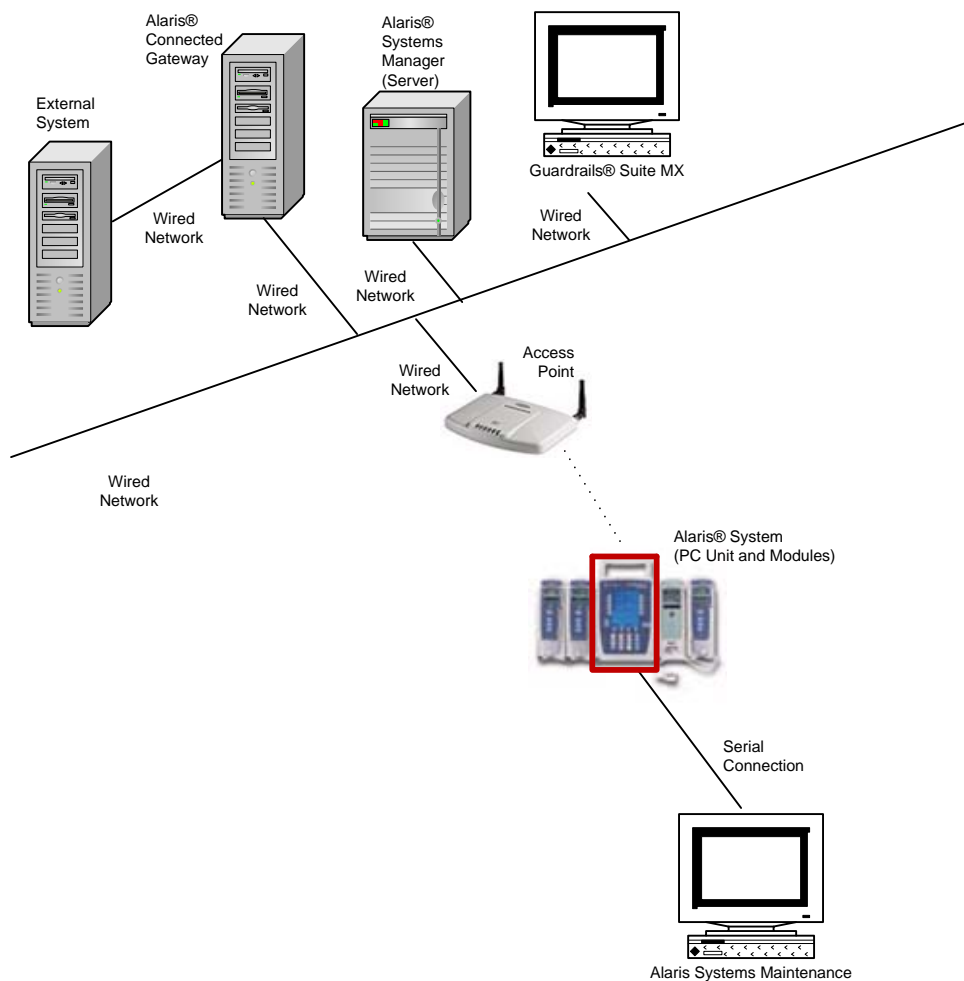 Alaris®
Connected
Gateway
Alaris®
Systems
Manager
(Server)
External
System
Guardrails® Suite MX
Wired
Network
Wired
Network
Wired
Network
Wired
Network
Access
Point
Wired
Network
Wired
Network
Alaris® System
(PC Unit and Modules)
Serial
Connection
Alaris Systems Maintenance